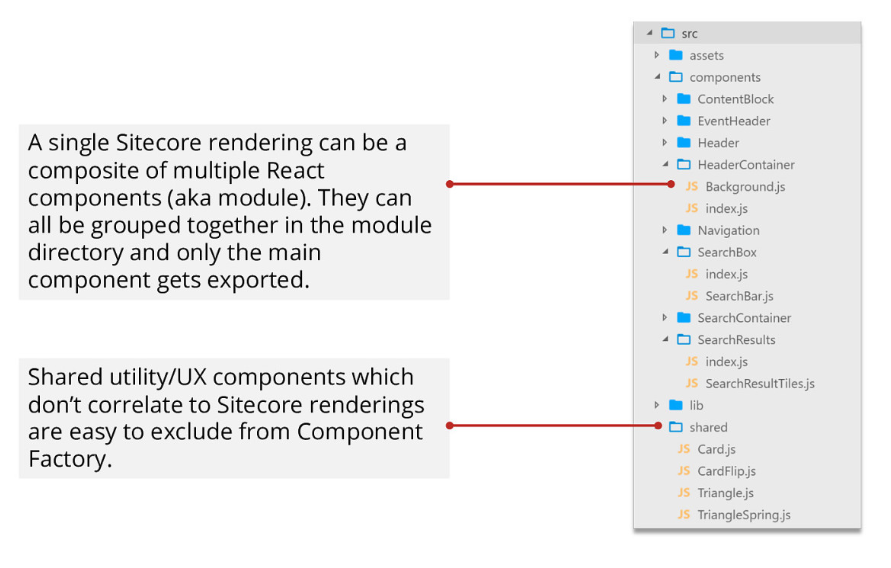 A single Sitecore rendering can be a
composite of multiple React
components (aka module). They can
all be grouped together in the module
directory and only the main
component gets exported.
Shared utility/UX components which
don’t correlate to Sitecore renderings
are easy to exclude from Component
Factory.
src
assets
components
ContentBlock
EventHeader
Header
HeaderContainer
JS Background.js
JS index.js
Navigation
SearchBox
JS index.js
JS SearchBar.js
SearchContainer
SearchResults
JS index.js
JS SearchResultTiles.js
lib
shared
JS Card.js
JS CardFlip.js
JS Triangle.js
JS TriangleSpring.js